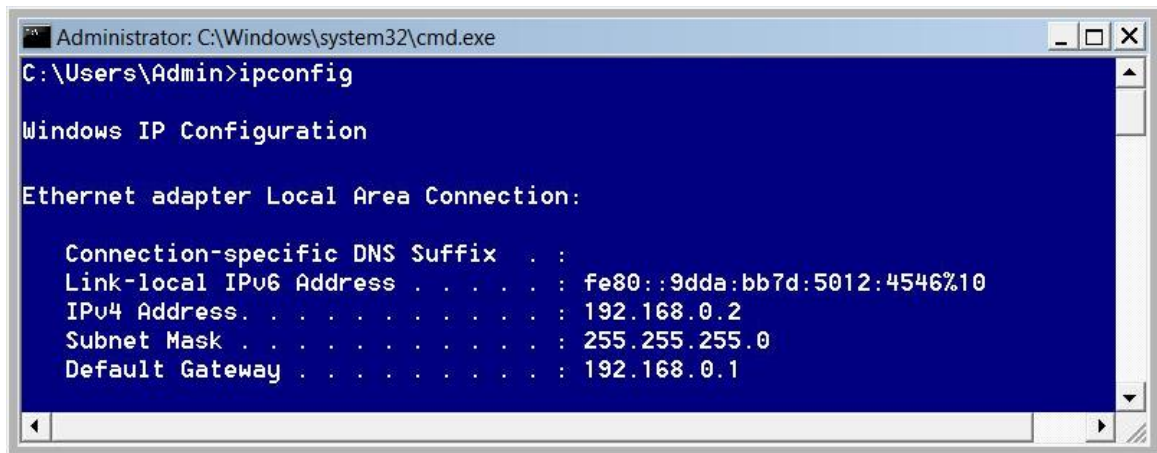 Administrator: C:\Windows\system32\cmd.exe
C:\Users\Admin>ipconfig
Windows IP Configuration
Ethernet adapter Local Area Connection:
Connection-specific DNS Suffix . :
Link-local IPv6 Address . . . . . : fe80::9dda:bb7d:5012:4546%10
IPv4 Address. . . . . . . . . . . : 192.168.0.2
Subnet Mask . . . . . . . . . . . : 255.255.255.0
Default Gateway . . . . . . . . . : 192.168.0.1